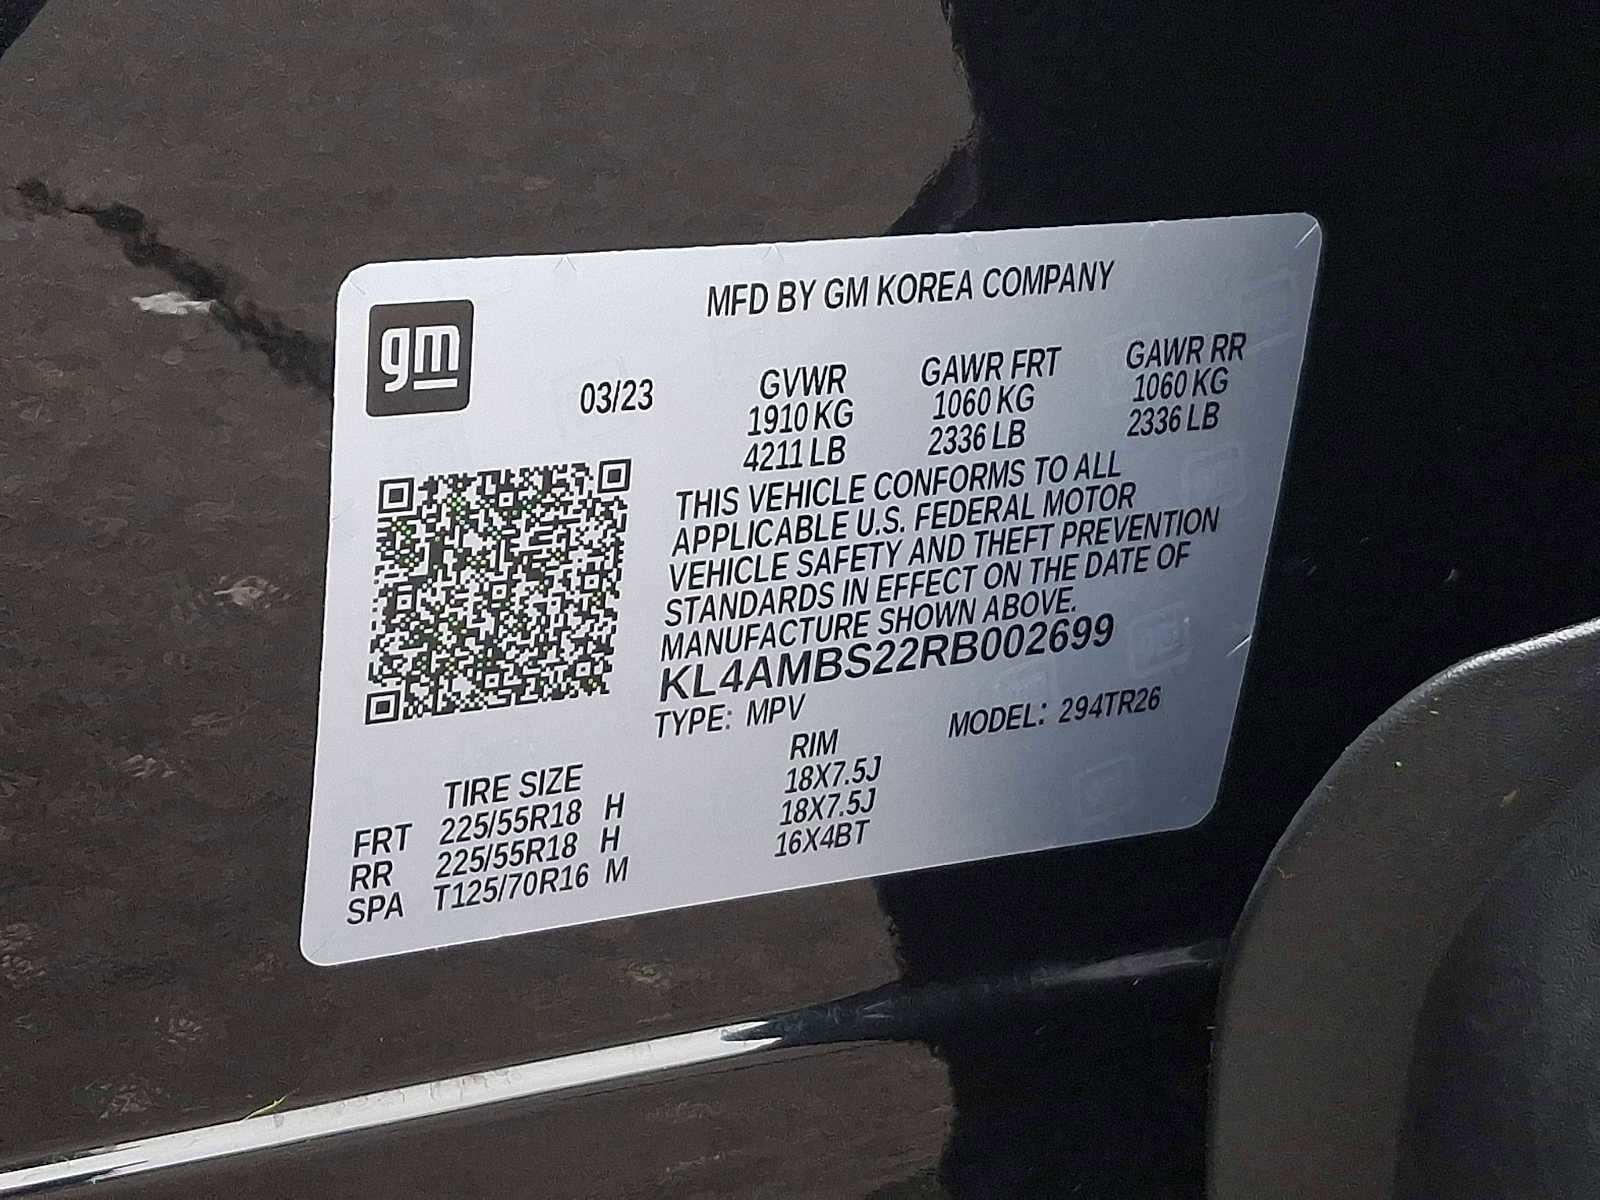 gm
MFD BY GM KOREA COMPANY
03/23 GVWR GAWR FRT GAWR RR
1910 KG 1060 KG 1060 KG
4211 LB 2336 LB 2336 LB
THIS VEHICLE CONFORMS TO ALL
APPLICABLE U.S. FEDERAL MOTOR
VEHICLE SAFETY AND THEFT PREVENTION
STANDARDS IN EFFECT ON THE DATE OF
MANUFACTURE SHOWN ABOVE.
KL4AMBS22RB002699
TYPE: MPV MODEL: 294TR26
TIRE SIZE RIM
FRT 225/55R18 H 18X7.5J
RR 225/55R18 H 18X7.5J
SPA T125/70R16 M 16X4BT